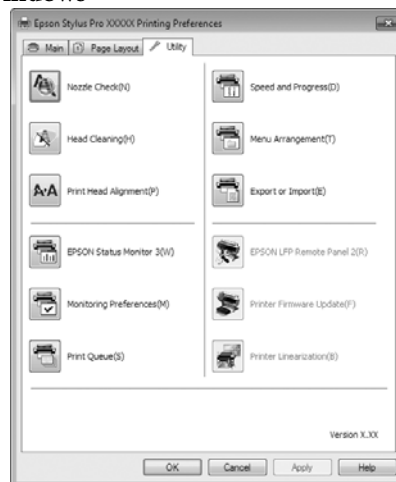 Epson Stylus Pro XXXXX Printing Preferences
Main
Page Layout
Utility
Nozzle Check(N)
Speed and Progress(D)
Head Cleaning(H)
Menu Arrangement(T)
A·A Print Head Alignment(P)
Export or Import(E)
EPSON Status Monitor 3(W)
EPSON LFP Remote Panel 2(R)
Monitoring Preferences(M)
Printer Firmware Update(F)
Print Queue(S)
Printer Linearization(B)
Version X.XX
OK
Cancel
Apply
Help